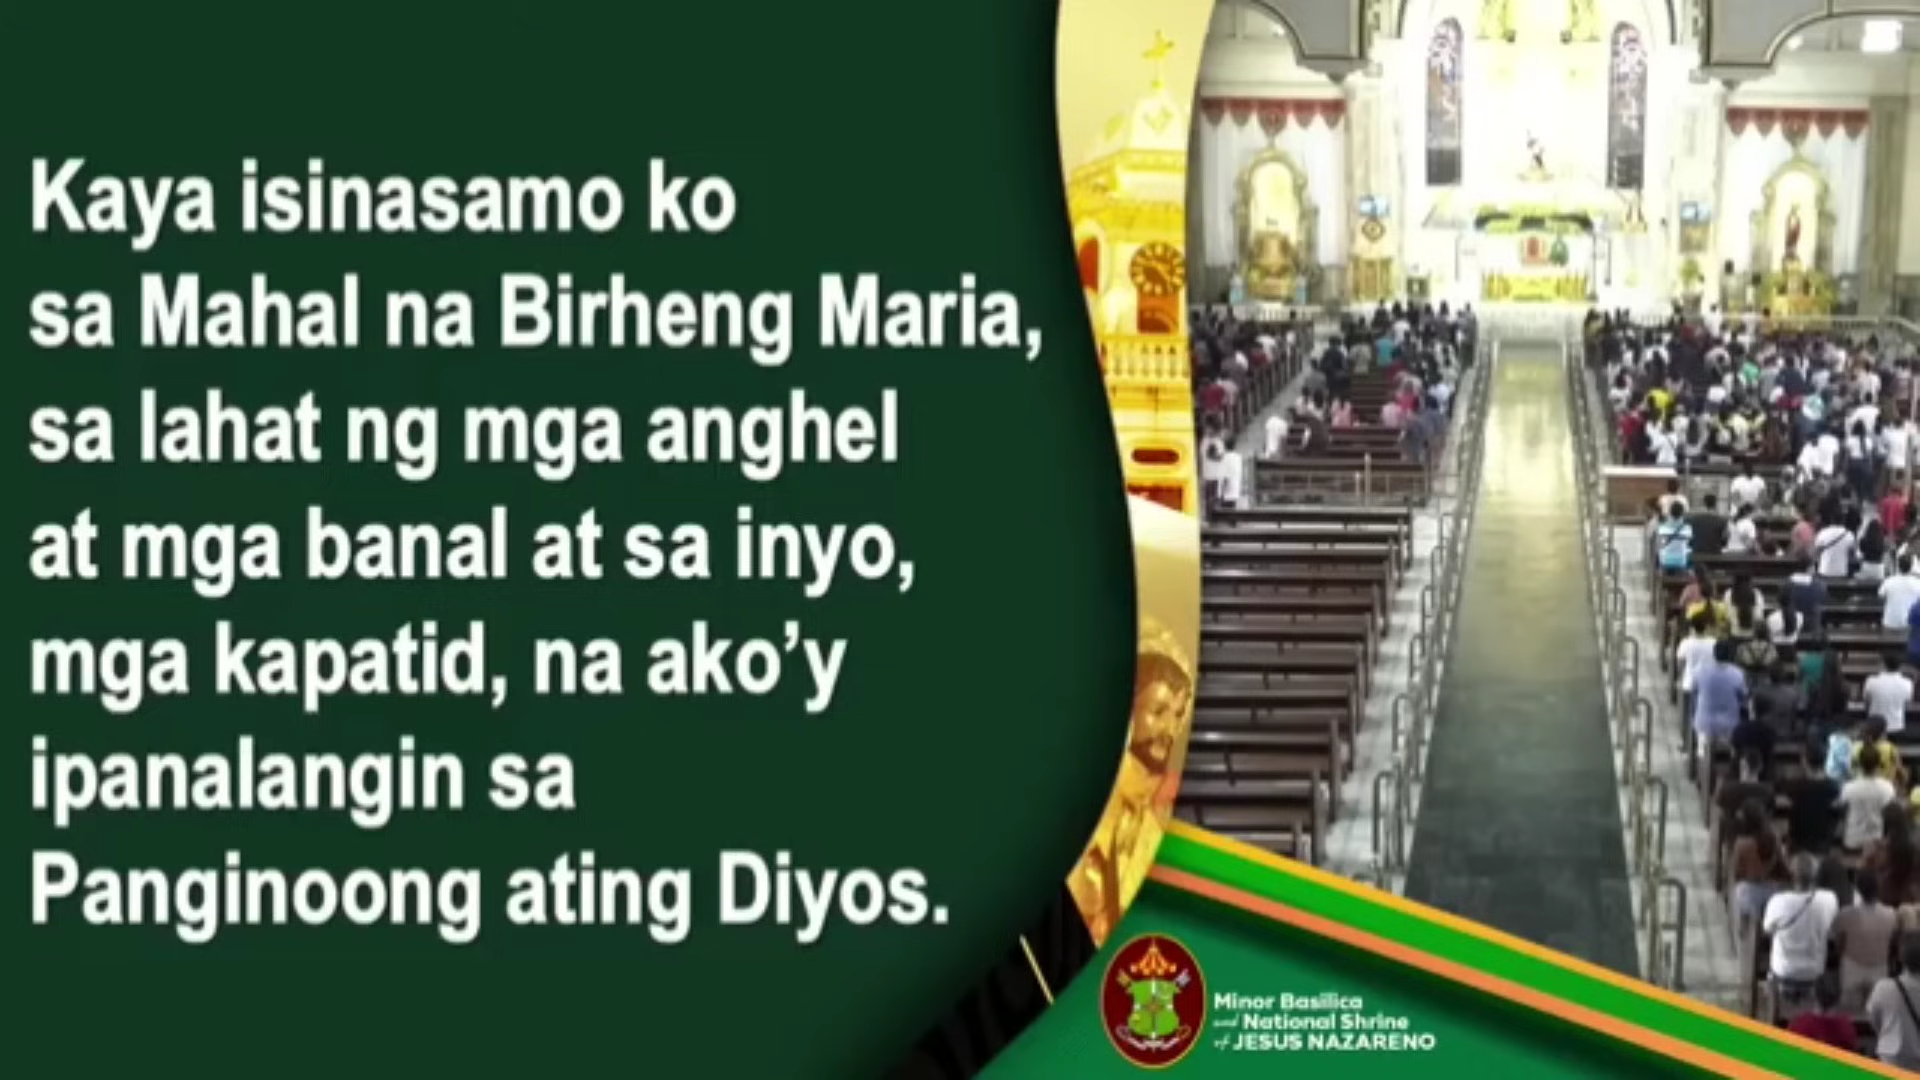 Kaya isinasamo ko
sa Mahal na Birheng Maria,
sa lahat ng mga anghel
at mga banal at sa inyo,
mga kapatid, na ako’y
ipanalangin sa
Panginoong ating Diyos.
Minor Basilica
and National Shrine
of JESUS NAZARENO